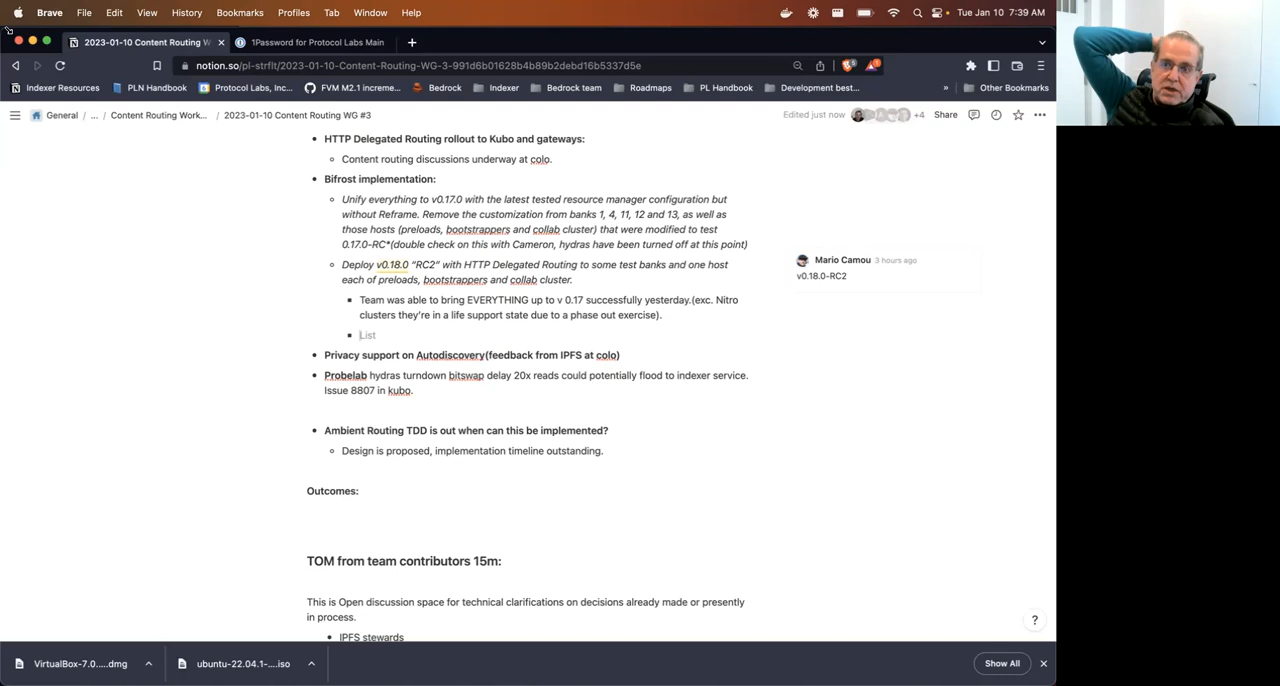 Brave File Edit View History Bookmarks Profiles Tab Window Help Tue Jan 10 7:39 AM
2023-01-10 Content Routing W 1Password for Protocol Labs Main
notion.so/pl-strflt/2023-01-10-Content-Routing-WG-3-991d6b01628b4b89b2debd16b5337d5e
Indexer Resources PLN Handbook Protocol Labs, Inc... FVM M2.1 increme... Bedrock Indexer Bedrock team Roadmaps PL Handbook Development best... » Other Bookmarks
General / ... / Content Routing Work... / 2023-01-10 Content Routing WG #3 Edited just now +4 Share
• HTTP Delegated Routing rollout to Kubo and gateways:
Content routing discussions underway at colo.
• Bifrost implementation:
Unify everything to v0.17.0 with the latest tested resource manager configuration but
without Reframe. Remove the customization from banks 1, 4, 11, 12 and 13, as well as
those hosts (preloads, bootstrappers and collab cluster) that were modified to test
0.17.0-RC*(double check on this with Cameron, hydras have been turned off at this point)
Deploy v0.18.0 “RC2” with HTTP Delegated Routing to some test banks and one host
each of preloads, bootstrappers and collab cluster.
Team was able to bring EVERYTHING up to v 0.17 successfully yesterday.(exc. Nitro
clusters they're in a life support state due to a phase out exercise).
List
Mario Camou 3 hours ago
v0.18.0-RC2
• Privacy support on Autodiscovery(feedback from IPFS at colo)
• Probelab hydras turndown bitswap delay 20x reads could potentially flood to indexer service.
Issue 8807 in kubo.
• Ambient Routing TDD is out when can this be implemented?
Design is proposed, implementation timeline outstanding.
Outcomes:
TOM from team contributors 15m:
This is Open discussion space for technical clarifications on decisions already made or presently
in process.
• IPFS stewards
?
VirtualBox-7.0.....dmg ubuntu-22.04.1-....iso Show All